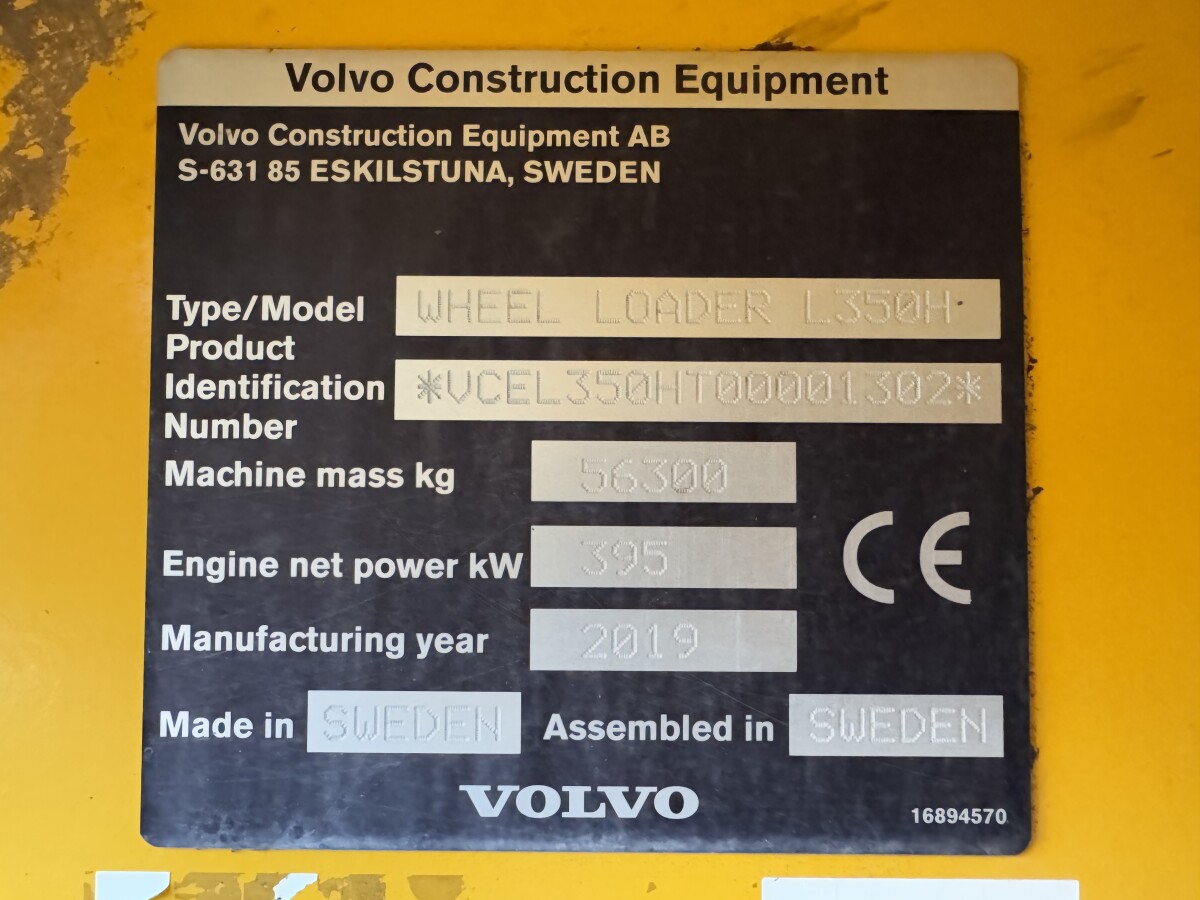 Volvo Construction Equipment
Volvo Construction Equipment AB
S-631 85 ESKILSTUNA, SWEDEN
Type/Model WHEEL LOADER L350H
Product
Identification *VCEL350HT00001302*
Number
Machine mass kg 56300
Engine net power kW 395
CE
Manufacturing year 2019
Made in SWEDEN Assembled in SWEDEN
VOLVO
16894570